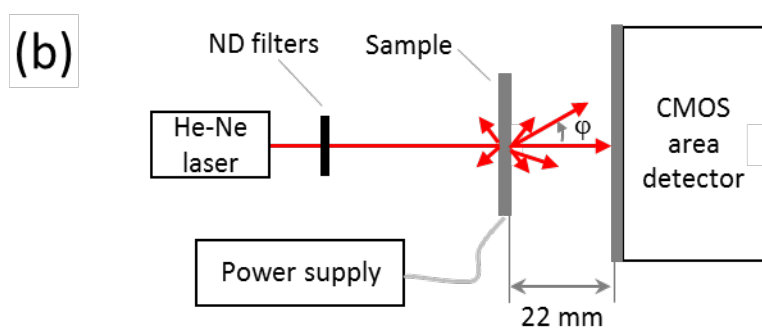 (b)
ND filters
Sample
He-Ne
laser
φ
CMOS
area
detector
Power supply
22 mm